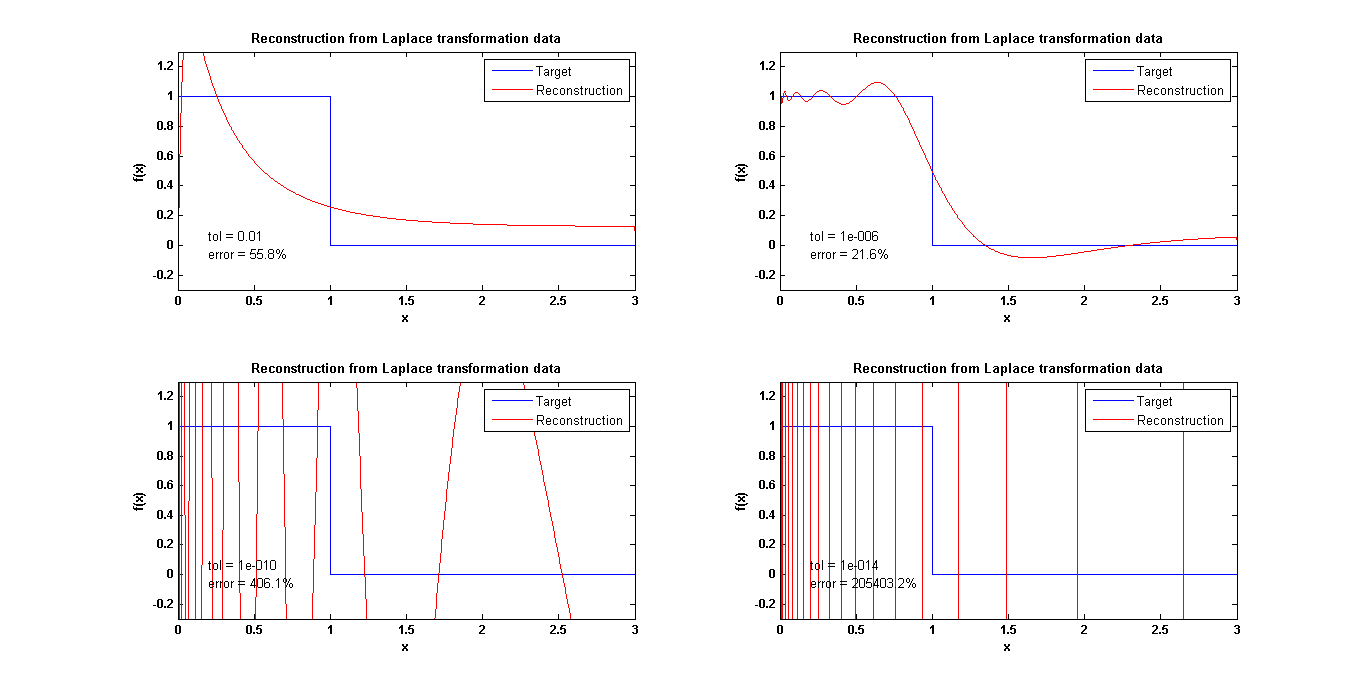 Reconstruction from Laplace transformation data
1.2
1
0.8
0.6
0.4
0.2
0
-0.2
f(x)
Target
Reconstruction
tol = 0.01
error = 55.8%
0 0.5 1 1.5 2 2.5 3
x
Reconstruction from Laplace transformation data
1.2
1
0.8
0.6
0.4
0.2
0
-0.2
f(x)
Target
Reconstruction
tol = 1e-006
error = 21.6%
0 0.5 1 1.5 2 2.5 3
x
Reconstruction from Laplace transformation data
1.2
1
0.8
0.6
0.4
0.2
0
-0.2
f(x)
Target
Reconstruction
tol = 1e-010
error = 406.1%
0 0.5 1 1.5 2 2.5 3
x
Reconstruction from Laplace transformation data
1.2
1
0.8
0.6
0.4
0.2
0
-0.2
f(x)
Target
Reconstruction
tol = 1e-014
error = 205403.2%
0 0.5 1 1.5 2 2.5 3
x